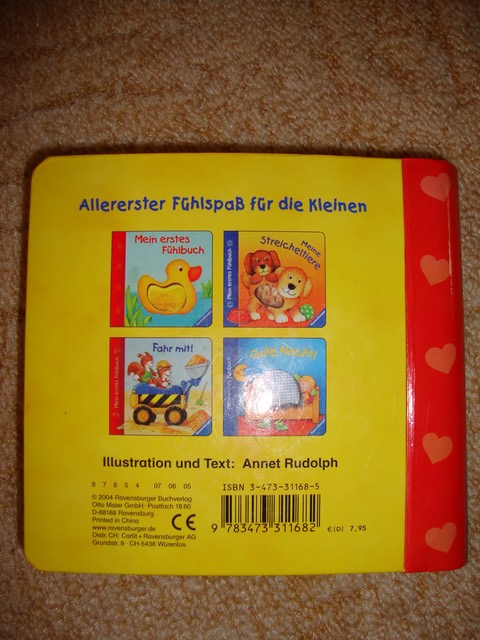 Allererster Fühlspaß für die Kleinen
Mein erstes
Fühlbuch
Meine
Streicheltiere
Mein erstes Fühlbuch
Fahr mit!
Mein erstes Fühlbuch
Gute Nacht!
Illustration und Text: Annet Rudolph
8 7 6 5 4 07 06 05
© 2004 Ravensburger Buchverlag
Otto Maier GmbH · Postfach 18 60
D-88188 Ravensburg
Printed in China
www.ravensburger.de
Distr. CH: Carlit + Ravensburger AG
Grundstr. 9 · CH-5436 Würenlos
CE
ISBN 3-473-31168-5
9 783473 311682
€ (D) 7,95